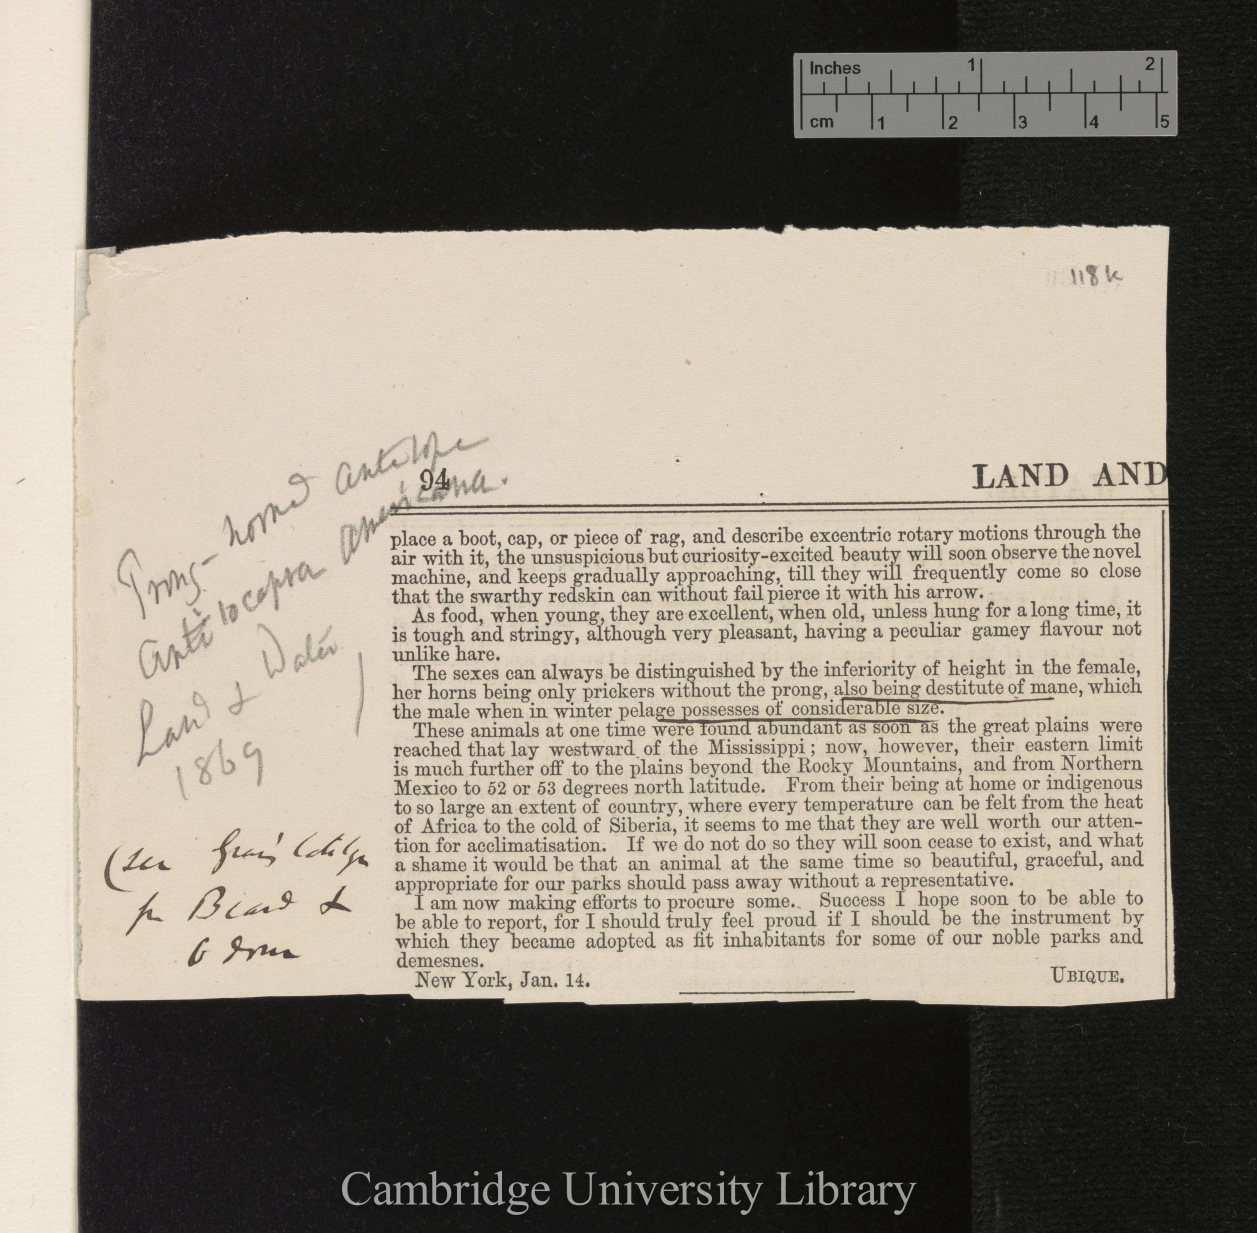 Inches 1 2
cm 1 2 3 4 5
118k
Prong-horned antelope
Antilocapra Americana.
Land & Water
1869
(see Gray's Catalge
for Beard &
Odour
94
LAND AND
place a boot, cap, or piece of rag, and describe excentric rotary motions through the
air with it, the unsuspicious but curiosity-excited beauty will soon observe the novel
machine, and keeps gradually approaching, till they will frequently come so close
that the swarthy redskin can without fail pierce it with his arrow.
As food, when young, they are excellent, when old, unless hung for a long time, it
is tough and stringy, although very pleasant, having a peculiar gamey flavour not
unlike hare.
The sexes can always be distinguished by the inferiority of height in the female,
her horns being only prickers without the prong, also being destitute of mane, which
the male when in winter pelage possesses of considerable size.
These animals at one time were found abundant as soon as the great plains were
reached that lay westward of the Mississippi; now, however, their eastern limit
is much further off to the plains beyond the Rocky Mountains, and from Northern
Mexico to 52 or 53 degrees north latitude. From their being at home or indigenous
to so large an extent of country, where every temperature can be felt from the heat
of Africa to the cold of Siberia, it seems to me that they are well worth our atten-
tion for acclimatisation. If we do not do so they will soon cease to exist, and what
a shame it would be that an animal at the same time so beautiful, graceful, and
appropriate for our parks should pass away without a representative.
I am now making efforts to procure some. Success I hope soon to be able to
be able to report, for I should truly feel proud if I should be the instrument by
which they became adopted as fit inhabitants for some of our noble parks and
demesnes.
New York, Jan. 14. UBIQUE.
Cambridge University Library